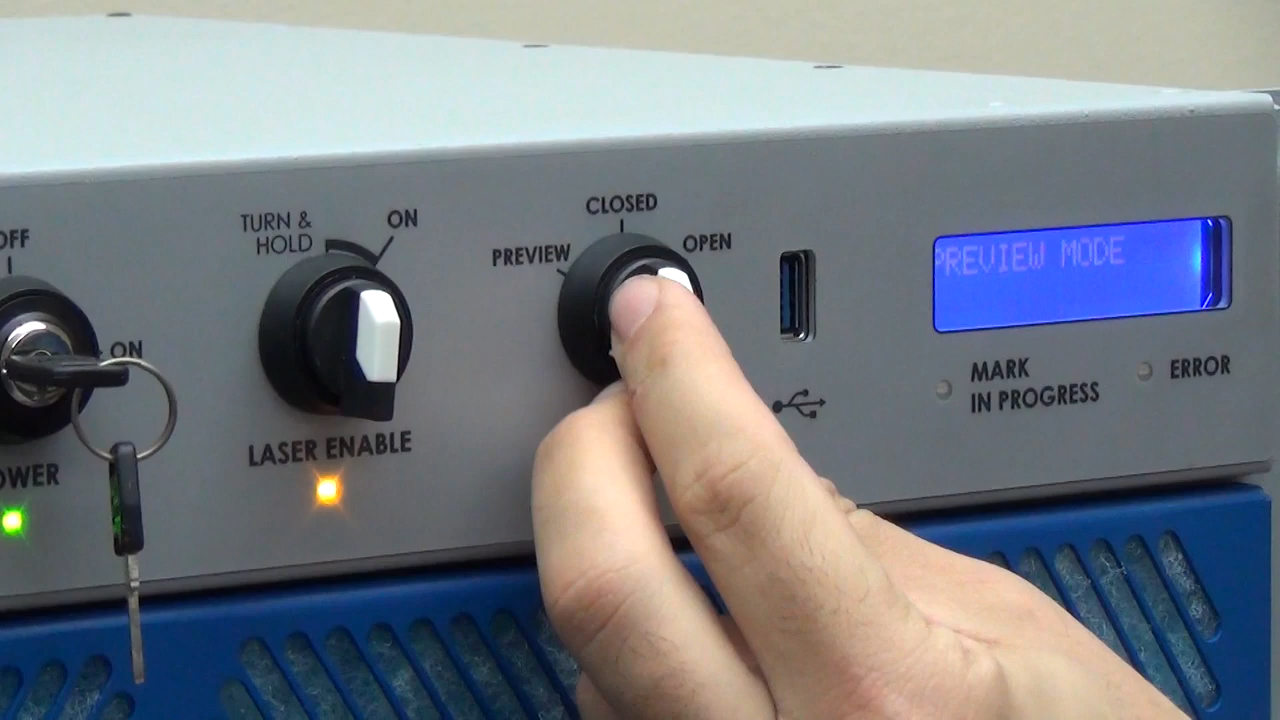 OFF
ON
OWER
TURN &
HOLD
ON
LASER ENABLE
PREVIEW
CLOSED
OPEN
PREVIEW MODE
MARK
IN PROGRESS
ERROR